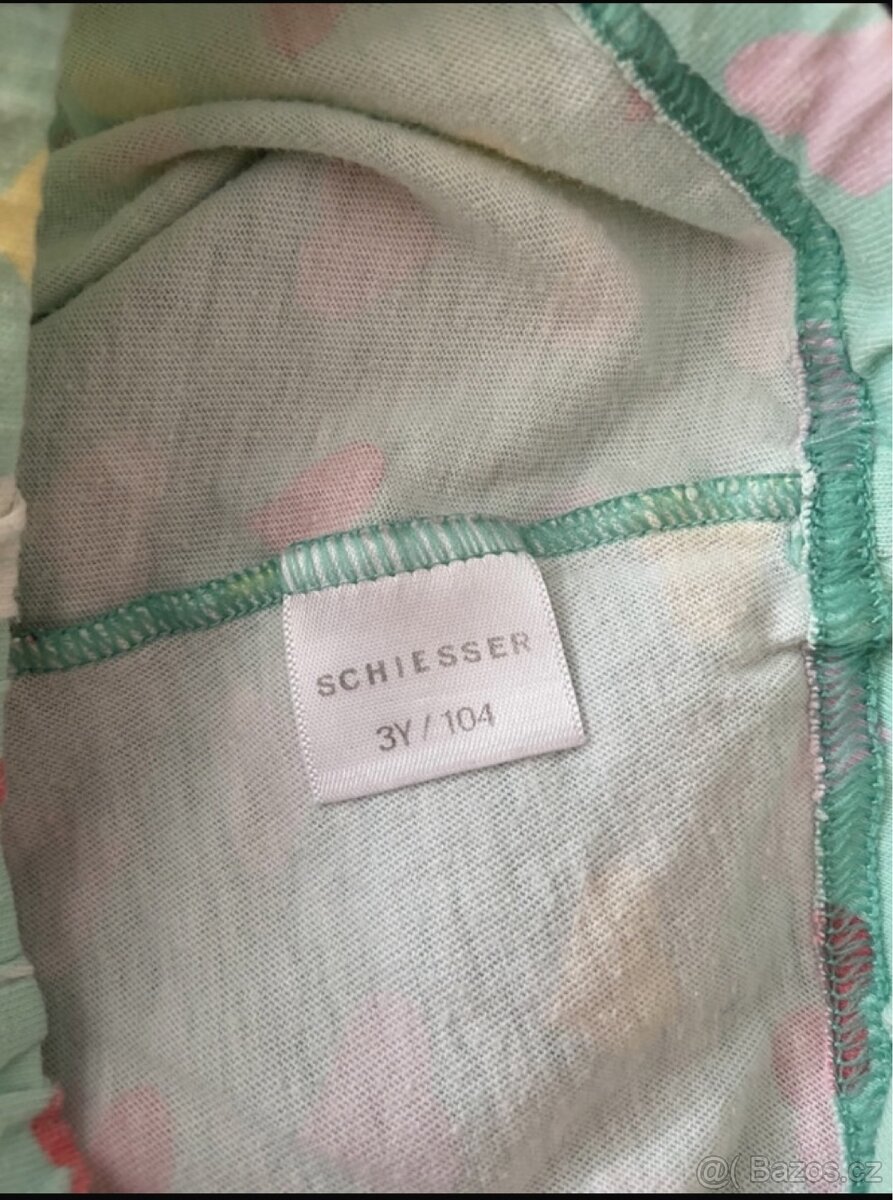 SCHIESSER
3Y / 104
@( Bazos.cz